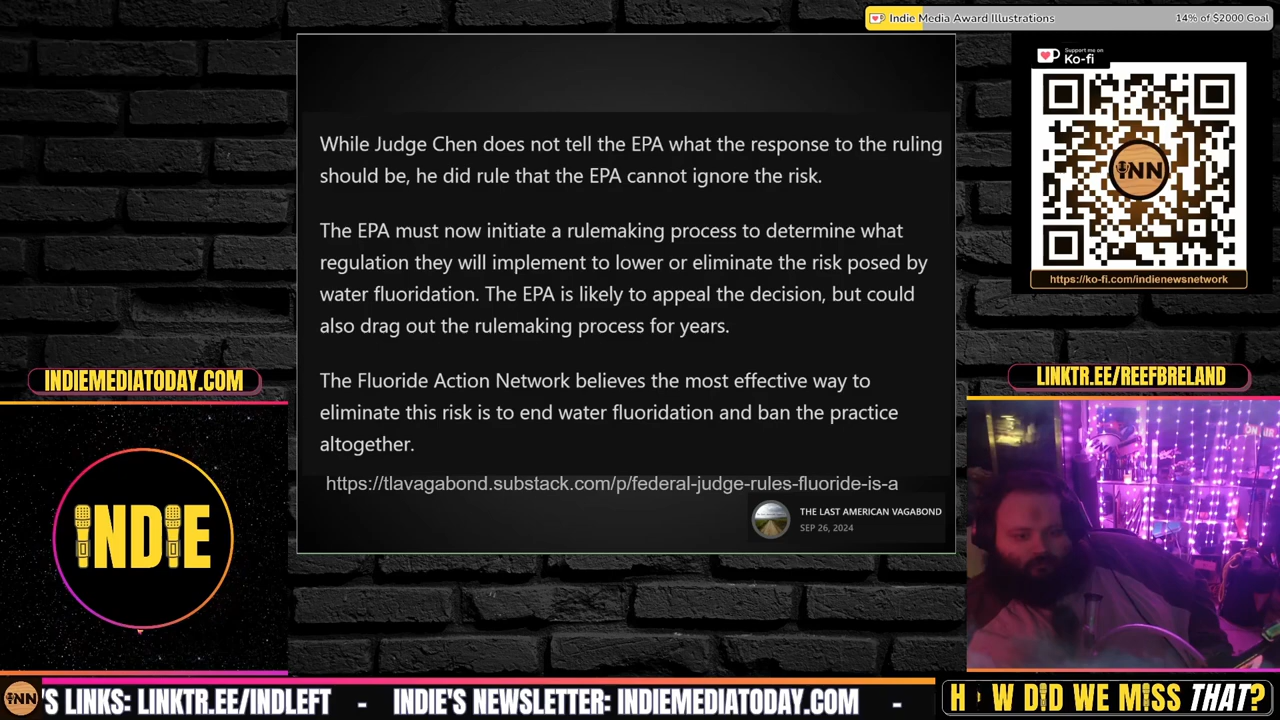 Indie Media Award Illustrations
14% of $2000 Goal
Support me on
Ko-fi
iNN
https://ko-fi.com/indienewsnetwork
While Judge Chen does not tell the EPA what the response to the ruling
should be, he did rule that the EPA cannot ignore the risk.
The EPA must now initiate a rulemaking process to determine what
regulation they will implement to lower or eliminate the risk posed by
water fluoridation. The EPA is likely to appeal the decision, but could
also drag out the rulemaking process for years.
The Fluoride Action Network believes the most effective way to
eliminate this risk is to end water fluoridation and ban the practice
altogether.
https://tlavagabond.substack.com/p/federal-judge-rules-fluoride-is-a
THE LAST AMERICAN VAGABOND
SEP 26, 2024
INDIEMEDIATODAY.COM
LINKTR.EE/REEFBRELAND
iNDiE
iNN
'S LINKS: LINKTR.EE/INDLEFT - INDIE'S NEWSLETTER: INDIEMEDIATODAY.COM -
HOW DiD WE MiSS THAT?